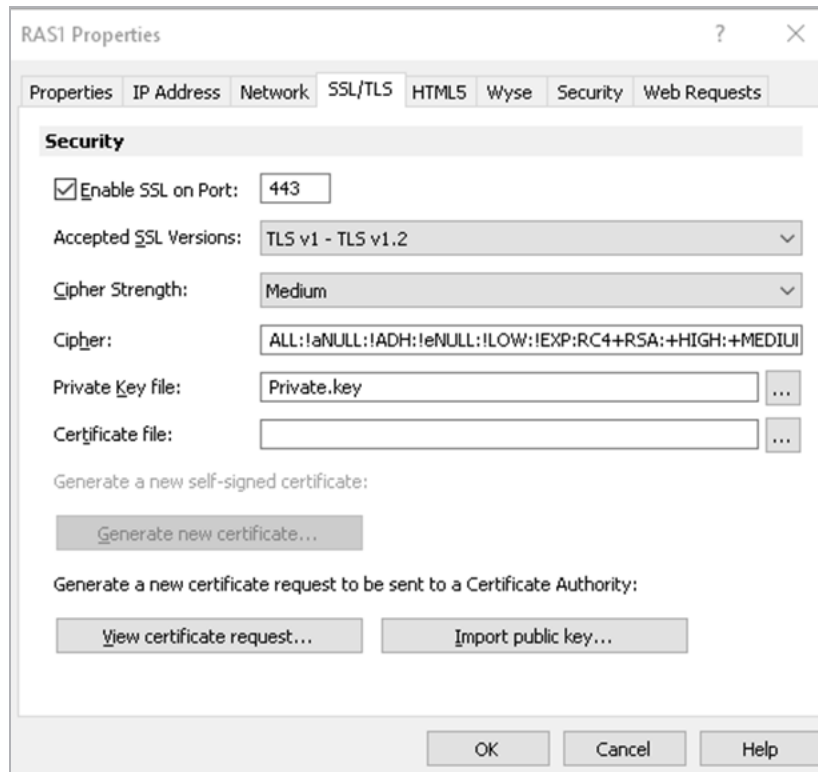 RAS1 Properties ?
Properties IP Address Network SSL/TLS HTML5 Wyse Security Web Requests
Security
Enable SSL on Port: 443
Accepted SSL Versions: TLS v1 - TLS v1.2
Cipher Strength: Medium
Cipher: ALL:!aNULL:!ADH:!eNULL:!LOW:!EXP:RC4+RSA:+HIGH:+MEDIU
Private Key file: Private.key ...
Certificate file: ...
Generate a new self-signed certificate:
Generate new certificate...
Generate a new certificate request to be sent to a Certificate Authority:
View certificate request... Import public key...
OK Cancel Help